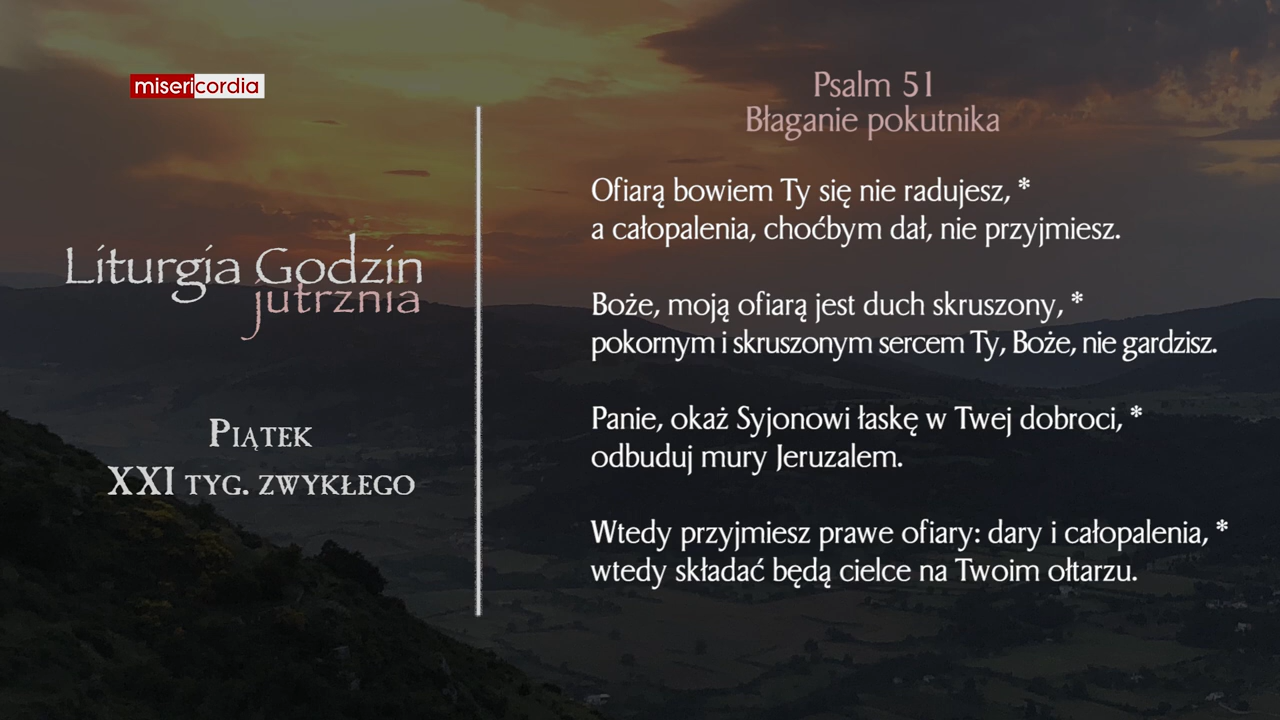 misericordia
Liturgia Godzin
jutrznia
Piątek
XXI tyg. zwykłego
Psalm 51
Błaganie pokutnika
Ofiarą bowiem Ty się nie radujesz, *
a całopalenia, choćbym dał, nie przyjmiesz.
Boże, moją ofiarą jest duch skruszony, *
pokornym i skruszonym sercem Ty, Boże, nie gardzisz.
Panie, okaż Syjonowi łaskę w Twej dobroci, *
odbuduj mury Jeruzalem.
Wtedy przyjmiesz prawe ofiary: dary i całopalenia, *
wtedy składać będą cielce na Twoim ołtarzu.